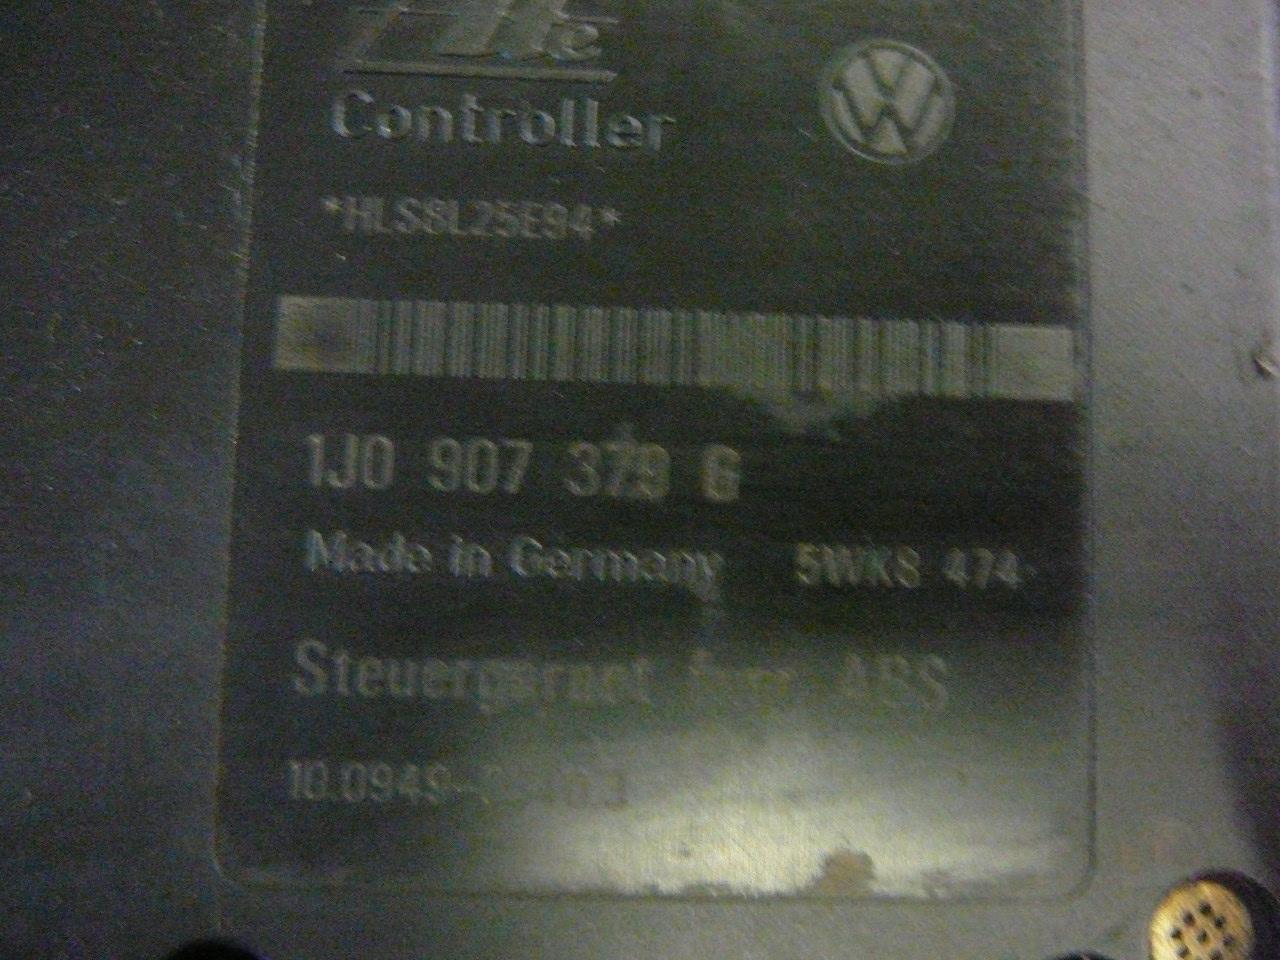 Controller
*HLS8L25E94*
1J0 907 379 G
Made in Germany 5WK8 474
Steuergeraet fuer ABS